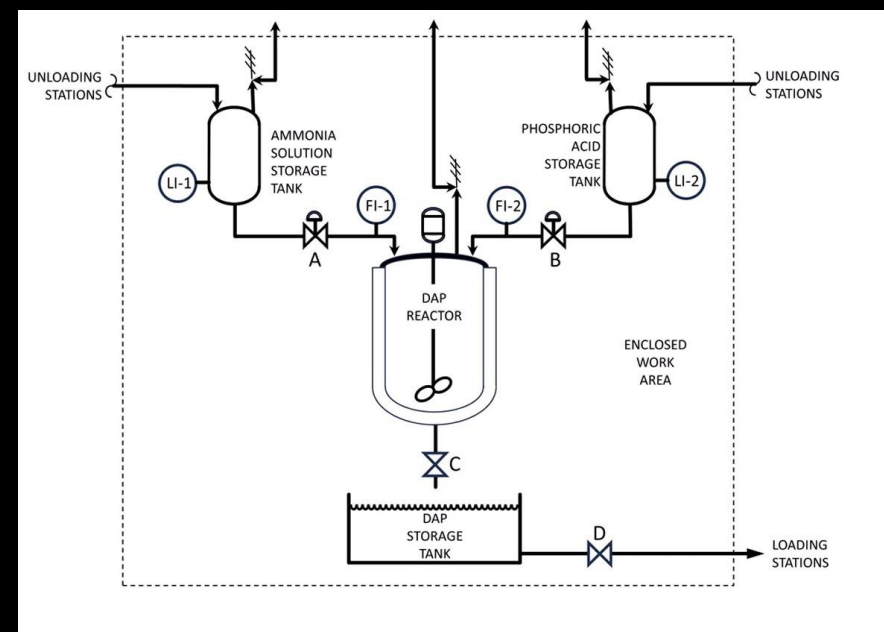 UNLOADING
STATIONS
AMMONIA
SOLUTION
STORAGE
TANK
PHOSPHORIC
ACID
STORAGE
TANK
UNLOADING
STATIONS
LI-1
LI-2
FI-1
FI-2
A
B
DAP
REACTOR
ENCLOSED
WORK
AREA
C
DAP
STORAGE
TANK
D
LOADING
STATIONS